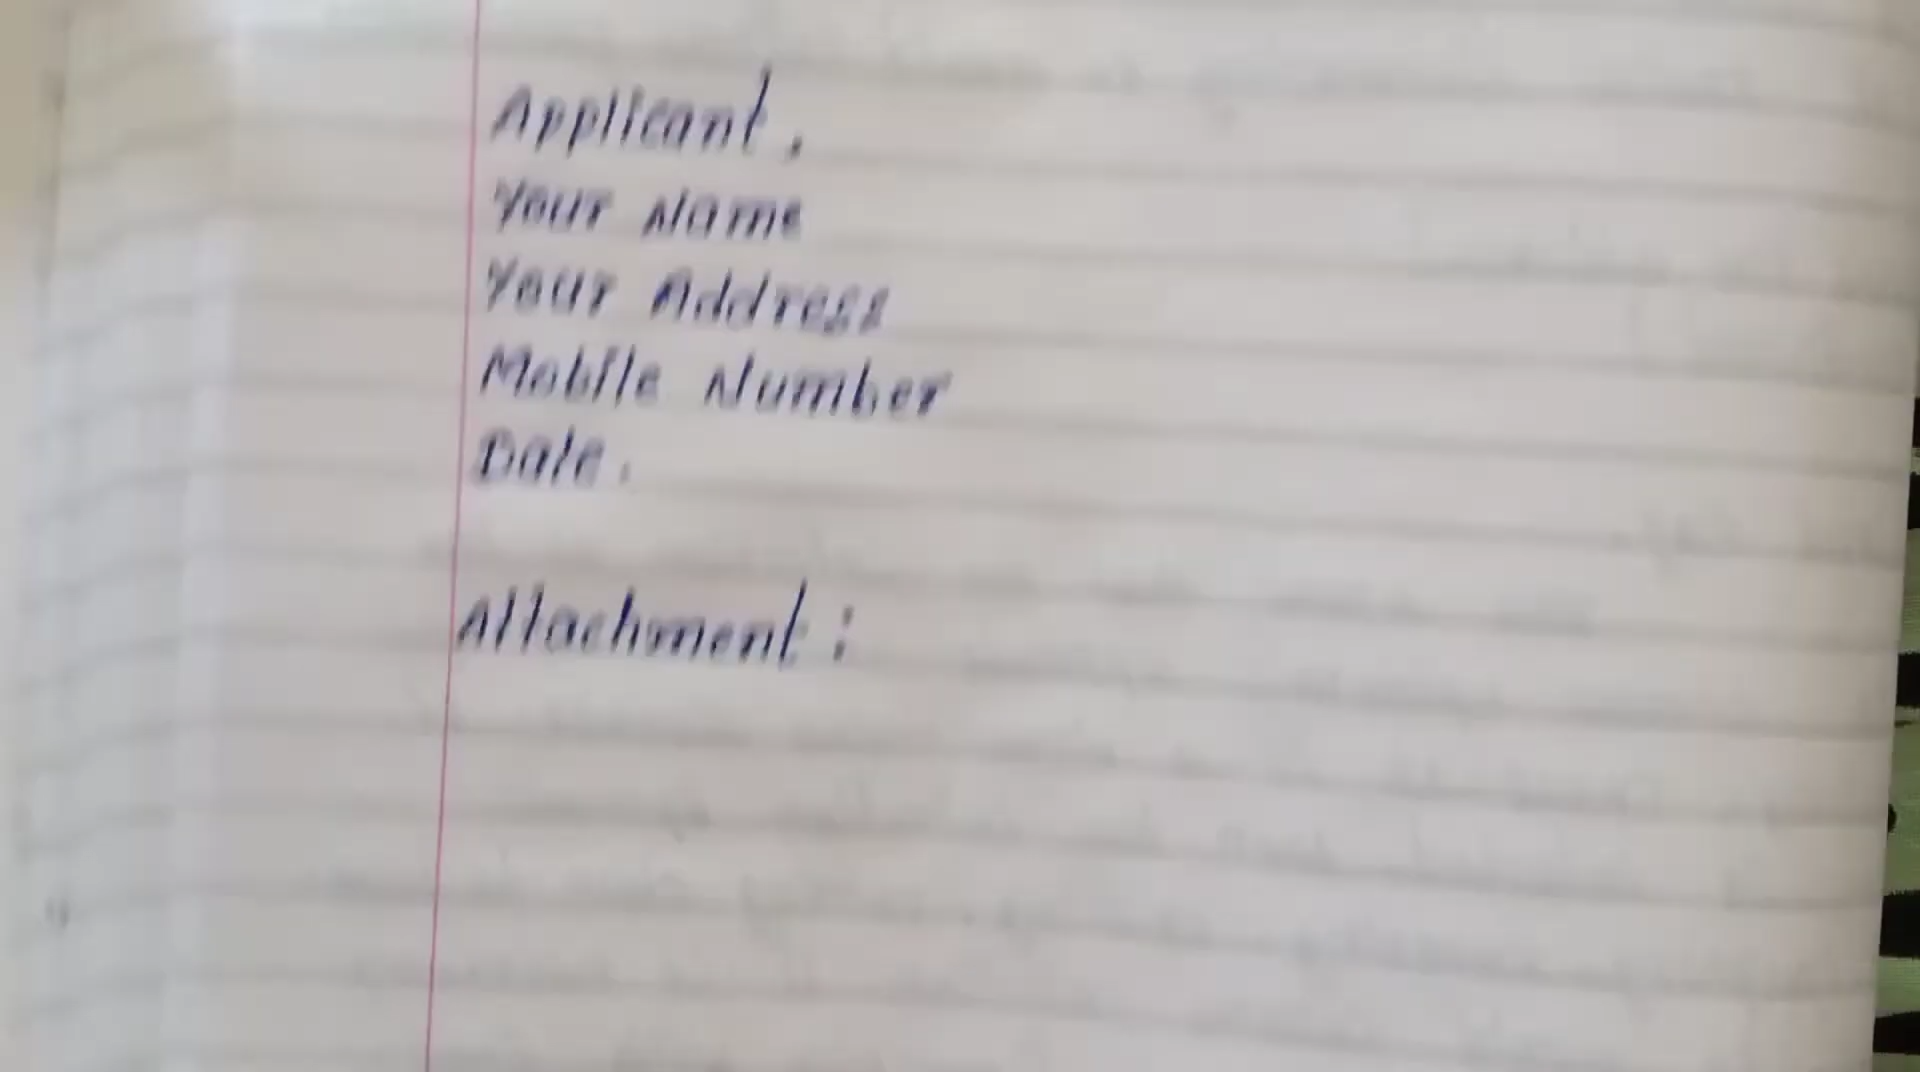 Applicant,
Your Name
Your Address
Mobile Number
Date.
Attachment: